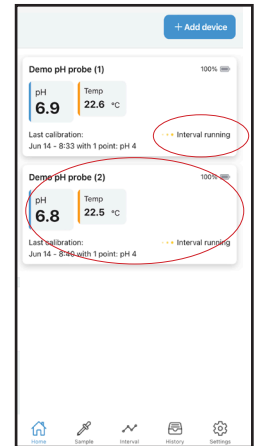 + Add device
Demo pH probe (1) 100%
pH Temp
6.9 22.6 °C
Last calibration: Interval running
Jun 14 - 8:33 with 1 point: pH 4
Demo pH probe (2) 100%
pH Temp
6.8 22.5 °C
Last calibration: Interval running
Jun 14 - 8:40 with 1 point: pH 4
Home Sample Interval History Settings